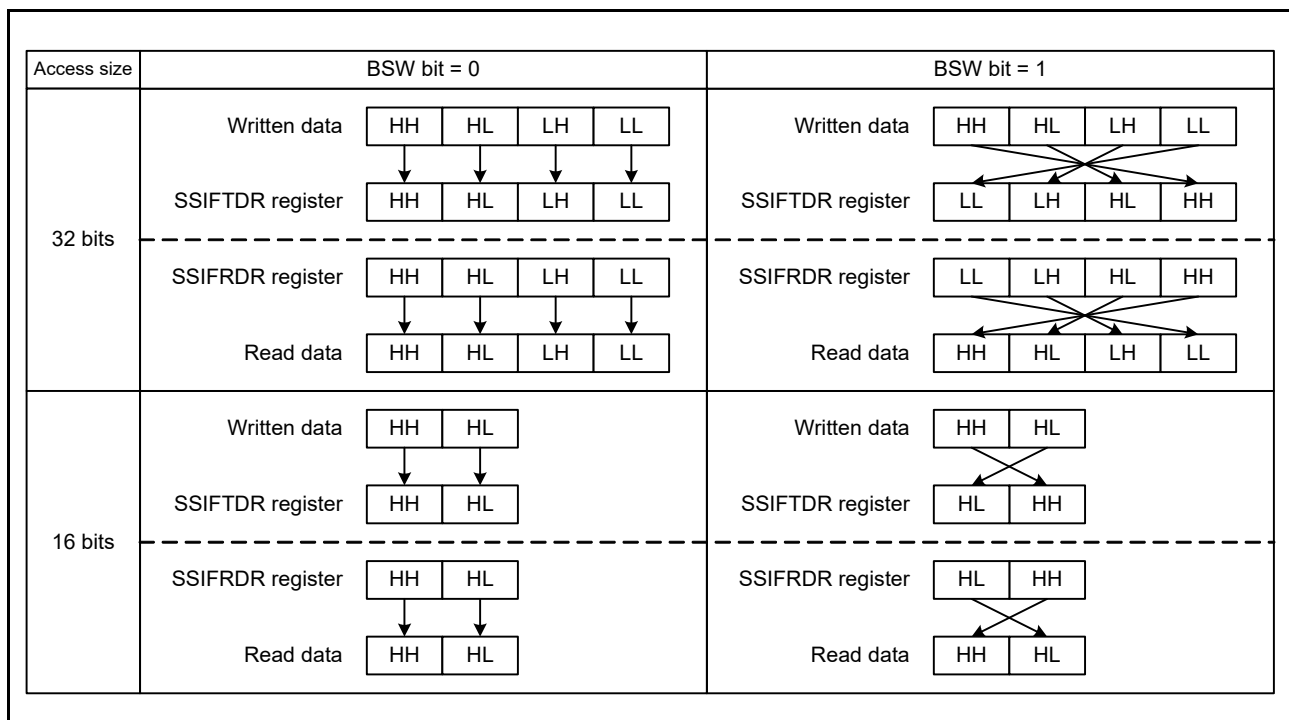 Access size BSW bit = 0 BSW bit = 1
Written data HH HL LH LL Written data HH HL LH LL
SSIFTDR register HH HL LH LL SSIFTDR register LL LH HL HH
32 bits
SSIFRDR register HH HL LH LL SSIFRDR register LL LH HL HH
Read data HH HL LH LL Read data HH HL LH LL
Written data HH HL Written data HH HL
SSIFTDR register HH HL SSIFTDR register HL HH
16 bits
SSIFRDR register HH HL SSIFRDR register HL HH
Read data HH HL Read data HH HL